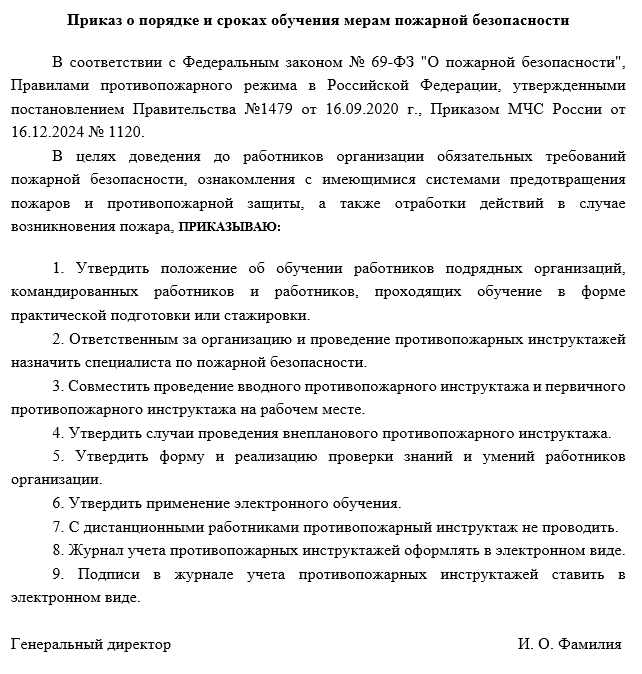 Приказ о порядке и сроках обучения мерам пожарной безопасности
В соответствии с Федеральным законом № 69-ФЗ "О пожарной безопасности",
Правилами противопожарного режима в Российской Федерации, утвержденными
постановлением Правительства №1479 от 16.09.2020 г., Приказом МЧС России от
16.12.2024 № 1120.
В целях доведения до работников организации обязательных требований
пожарной безопасности, ознакомления с имеющимися системами предотвращения
пожаров и противопожарной защиты, а также отработки действий в случае
возникновения пожара, ПРИКАЗЫВАЮ:
1. Утвердить положение об обучении работников подрядных организаций,
командированных работников и работников, проходящих обучение в форме
практической подготовки или стажировки.
2. Ответственным за организацию и проведение противопожарных инструктажей
назначить специалиста по пожарной безопасности.
3. Совместить проведение вводного противопожарного инструктажа и первичного
противопожарного инструктажа на рабочем месте.
4. Утвердить случаи проведения внепланового противопожарного инструктажа.
5. Утвердить форму и реализацию проверки знаний и умений работников
организации.
6. Утвердить применение электронного обучения.
7. С дистанционными работниками противопожарный инструктаж не проводить.
8. Журнал учета противопожарных инструктажей оформлять в электронном виде.
9. Подписи в журнале учета противопожарных инструктажей ставить в
электронном виде.
Генеральный директор И. О. Фамилия